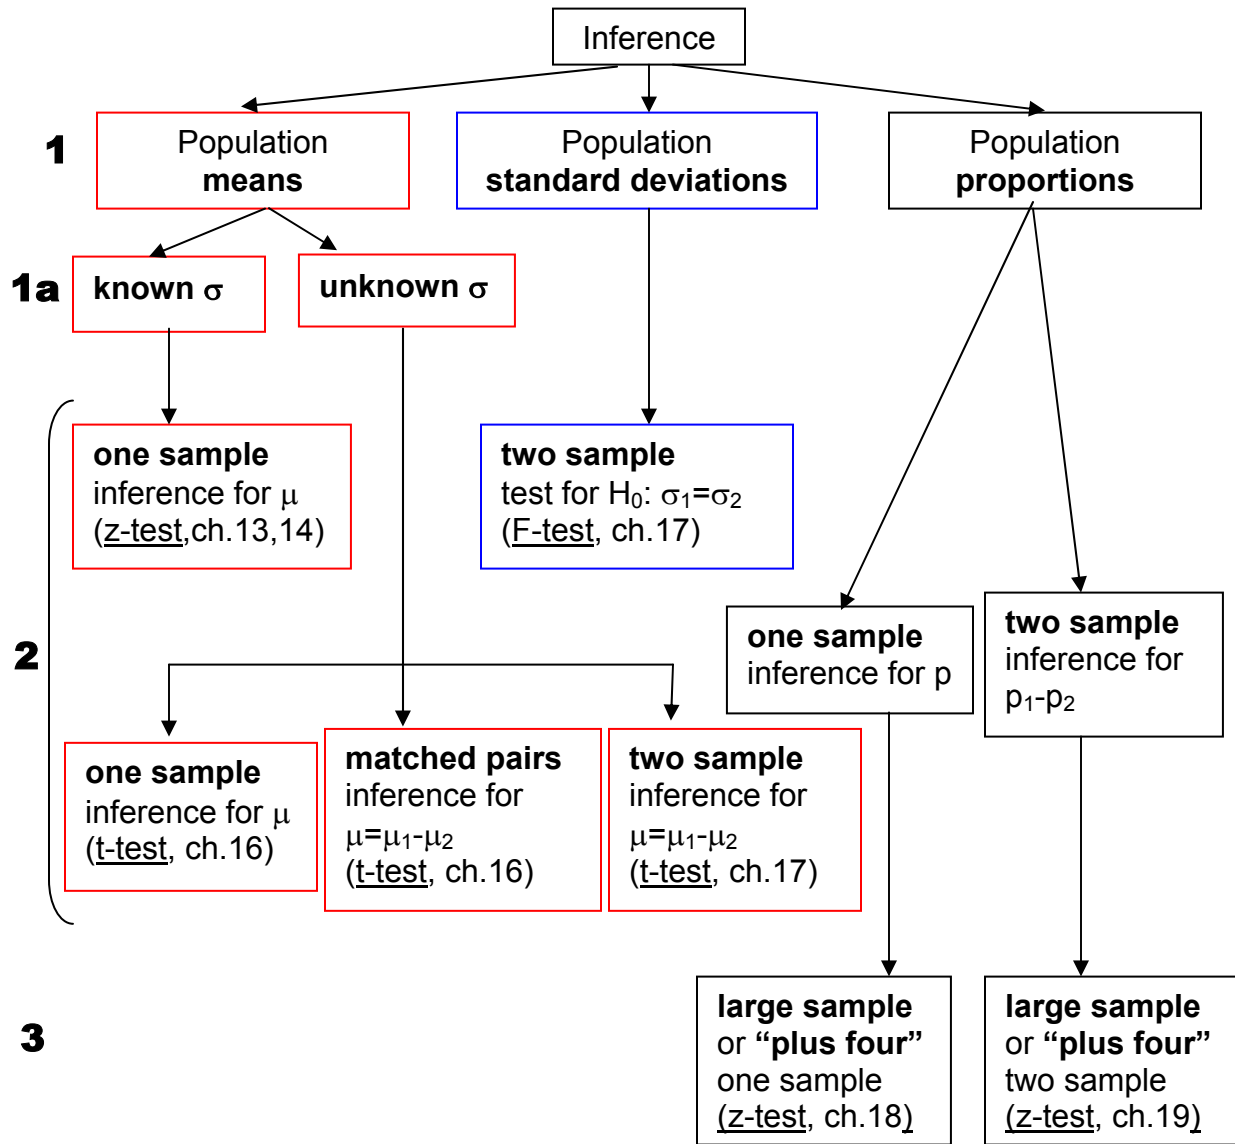 Inference
1
Population
means
Population
standard deviations
Population
proportions
1a
known σ
unknown σ
2
one sample
inference for μ
(z-test,ch.13,14)
two sample
test for H₀: σ₁=σ₂
(F-test, ch.17)
one sample
inference for p
two sample
inference for
p₁-p₂
one sample
inference for μ
(t-test, ch.16)
matched pairs
inference for
μ=μ₁-μ₂
(t-test, ch.16)
two sample
inference for
μ=μ₁-μ₂
(t-test, ch.17)
3
large sample
or “plus four”
one sample
(z-test, ch.18)
large sample
or “plus four”
two sample
(z-test, ch.19)